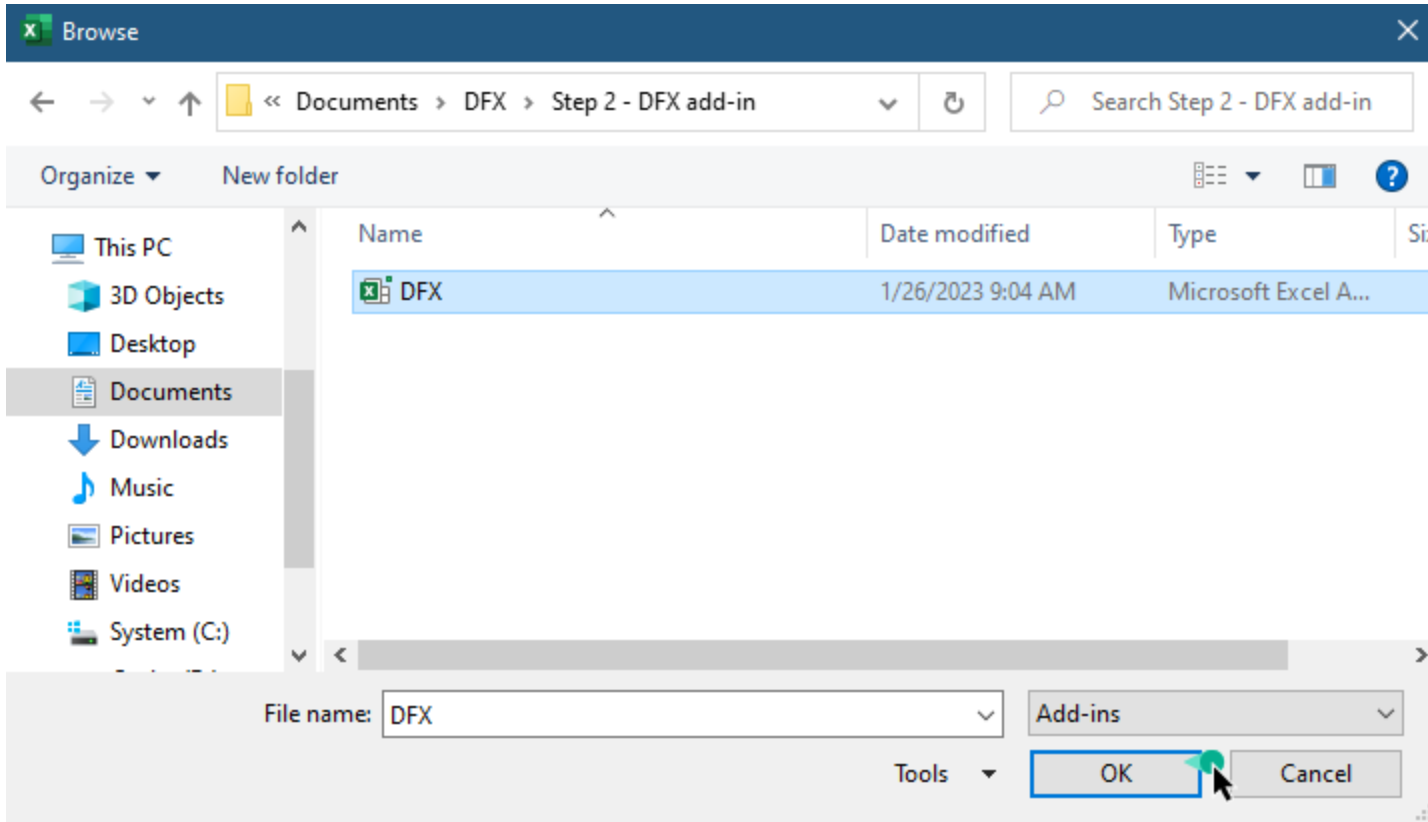 Browse
« Documents › DFX › Step 2 - DFX add-in
Search Step 2 - DFX add-in
Organize
New folder
Name
Date modified
Type
This PC
3D Objects
Desktop
Documents
Downloads
Music
Pictures
Videos
System (C:)
DFX 1/26/2023 9:04 AM Microsoft Excel A...
File name: DFX
Add-ins
Tools
OK
Cancel